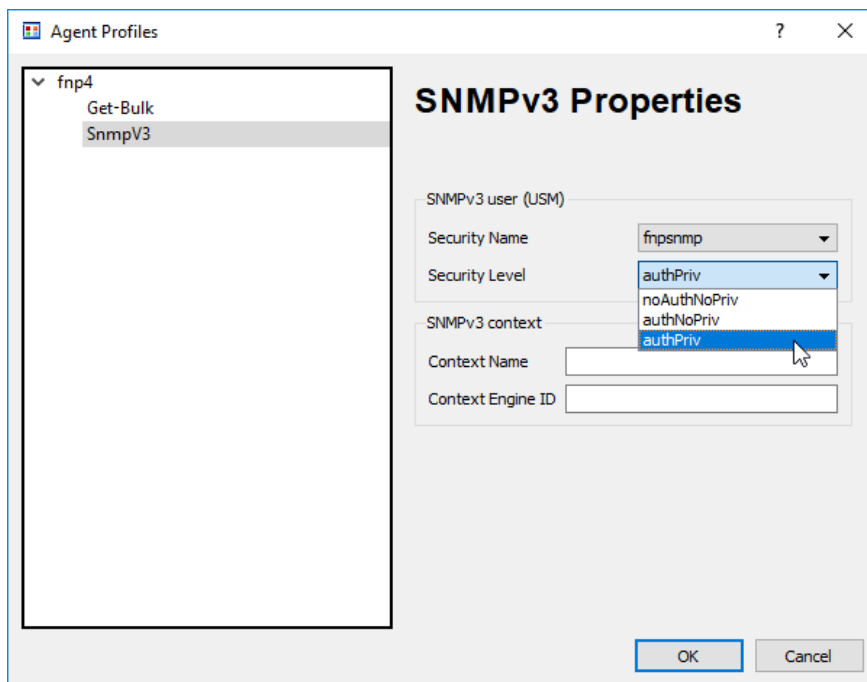 Agent Profiles
?
fnp4
Get-Bulk
SnmpV3
SNMPv3 Properties
SNMPv3 user (USM)
Security Name fnpsnmp
Security Level authPriv
noAuthNoPriv
authNoPriv
authPriv
SNMPv3 context
Context Name
Context Engine ID
OK Cancel